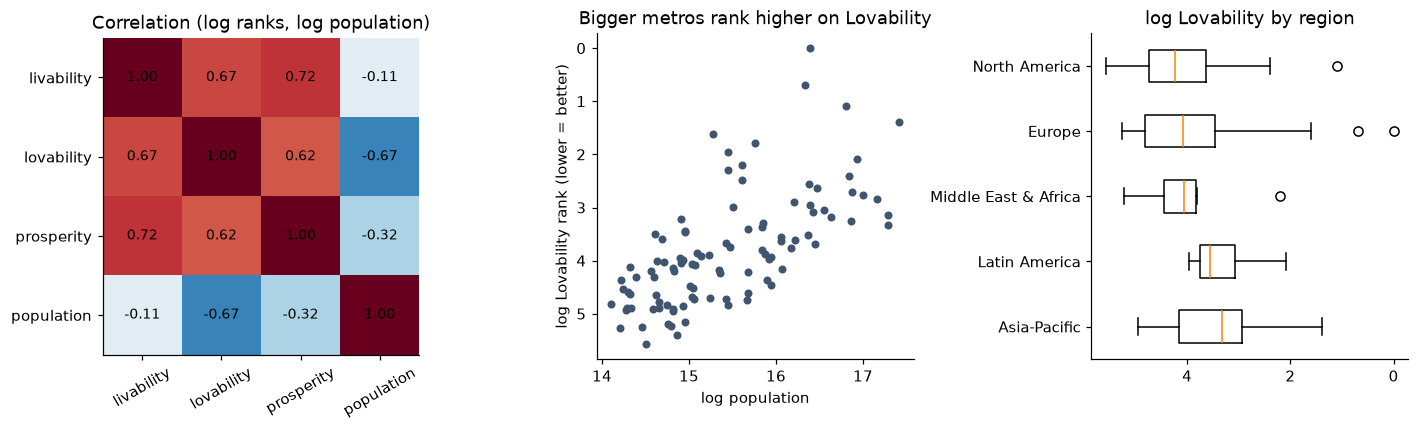 Correlation (log ranks, log population)
livability
lovability
prosperity
population
1.00 0.67 0.72 -0.11
0.67 1.00 0.62 -0.67
0.72 0.62 1.00 -0.32
-0.11 -0.67 -0.32 1.00
livability
lovability
prosperity
population
Bigger metros rank higher on Lovability
log Lovability rank (lower = better)
0
1
2
3
4
5
14 15 16 17
log population
log Lovability by region
North America
Europe
Middle East & Africa
Latin America
Asia-Pacific
4 2 0